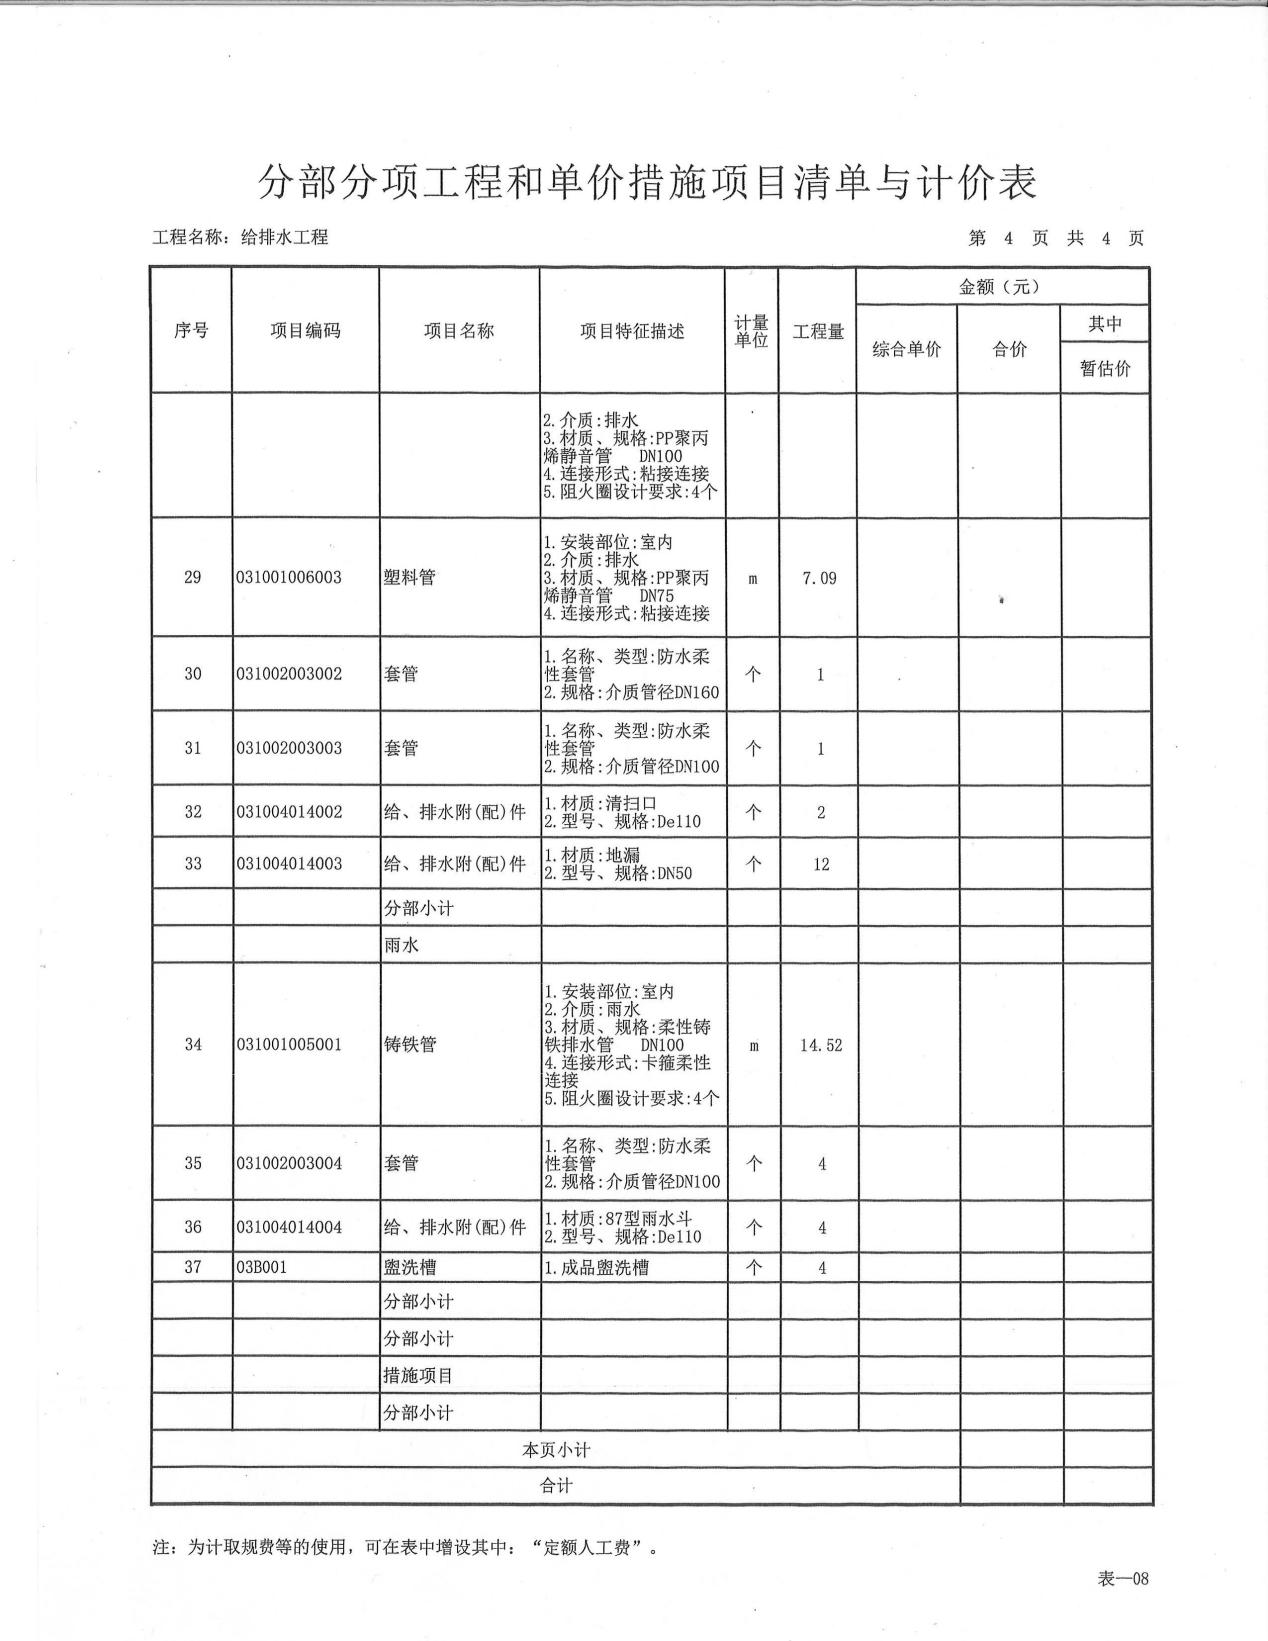 分部分项工程和单价措施项目清单与计价表
工程名称：给排水工程
第 4 页 共 4 页
序号 项目编码 项目名称 项目特征描述 计量单位 工程量 金额（元）
综合单价 合价 其中
暂估价
2.介质:排水
3.材质、规格:PP聚丙
烯静音管 DN100
4.连接形式:粘接连接
5.阻火圈设计要求:4个
29 031001006003 塑料管
1.安装部位:室内
2.介质:排水
3.材质、规格:PP聚丙
烯静音管 DN75
4.连接形式:粘接连接
m 7.09
30 031002003002 套管
1.名称、类型:防水柔
性套管
2.规格:介质管径DN160
个 1
31 031002003003 套管
1.名称、类型:防水柔
性套管
2.规格:介质管径DN100
个 1
32 031004014002 给、排水附(配)件
1.材质:清扫口
2.型号、规格:De110
个 2
33 031004014003 给、排水附(配)件
1.材质:地漏
2.型号、规格:DN50
个 12
分部小计
雨水
34 031001005001 铸铁管
1.安装部位:室内
2.介质:雨水
3.材质、规格:柔性铸
铁排水管 DN100
4.连接形式:卡箍柔性
连接
5.阻火圈设计要求:4个
m 14.52
35 031002003004 套管
1.名称、类型:防水柔
性套管
2.规格:介质管径DN100
个 4
36 031004014004 给、排水附(配)件
1.材质:87型雨水斗
2.型号、规格:De110
个 4
37 03B001 盥洗槽 1.成品盥洗槽 个 4
分部小计
分部小计
措施项目
分部小计
本页小计
合计
注：为计取规费等的使用，可在表中增设其中：“定额人工费”。
表—08